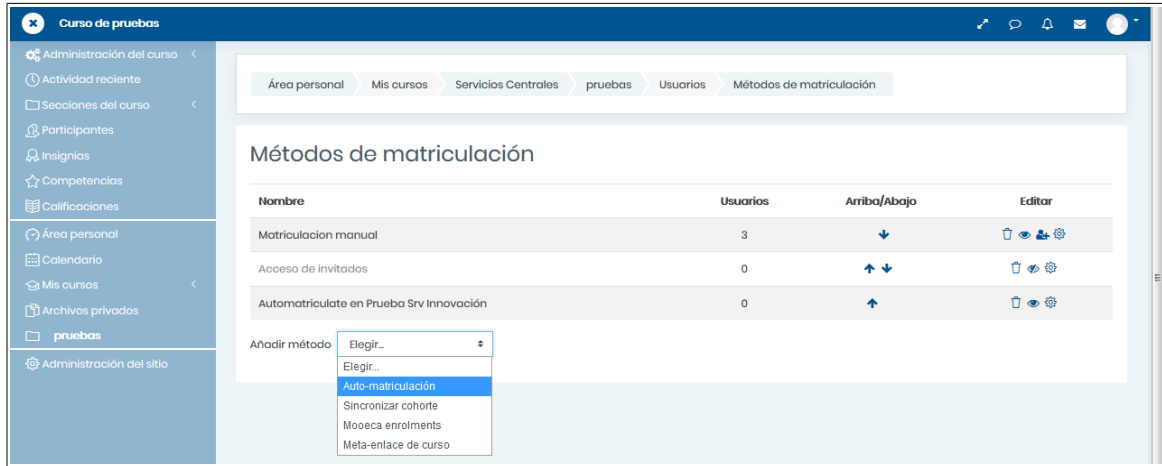 Curso de pruebas
Administración del curso
Actividad reciente
Secciones del curso
Participantes
Insignias
Competencias
Calificaciones
Área personal
Calendario
Mis cursos
Archivos privados
pruebas
Administración del sitio
Área personal Mis cursos Servicios Centrales pruebas Usuarios Métodos de matriculación
Métodos de matriculación
Nombre Usuarios Arriba/Abajo Editar
Matriculacion manual 3
Acceso de invitados 0
Automatriculate en Prueba Srv Innovación 0
Añadir método Elegir...
Elegir...
Auto-matriculación
Sincronizar cohorte
Mooeca enrolments
Meta-enlace de curso